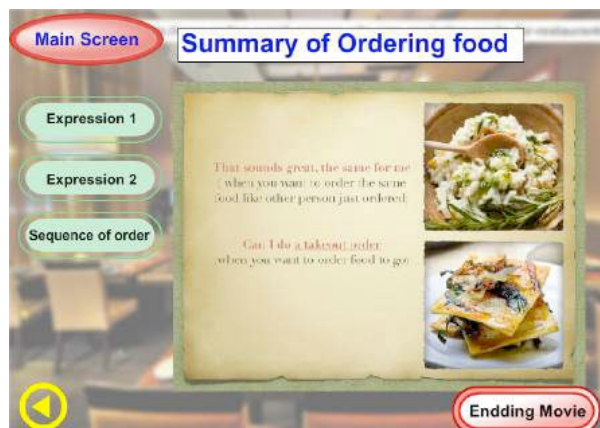 Main Screen
Summary of Ordering food
Expression 1
Expression 2
Sequence of order
That sounds great, the same for me
( when you want to order the same
food like other person just ordered)
Can I do a takeout order
when you want to order food to go
Endding Movie